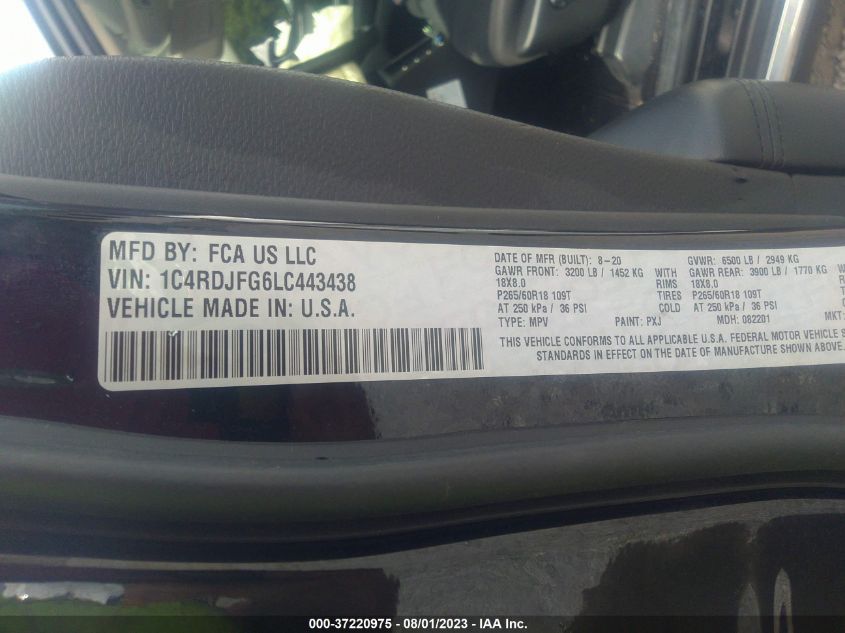 MFD BY: FCA US LLC
VIN: 1C4RDJFG6LC443438
VEHICLE MADE IN: U.S.A.
DATE OF MFR (BUILT): 8-20 GVWR: 6500 LB / 2949 KG
GAWR FRONT: 3200 LB / 1452 KG WITH GAWR REAR: 3900 LB / 1770 KG
18X8.0 RIMS 18X8.0
P265/60R18 109T TIRES P265/60R18 109T
AT 250 kPa / 36 PSI COLD AT 250 kPa / 36 PSI
TYPE: MPV PAINT: PXJ MDH: 082201 MKT:
THIS VEHICLE CONFORMS TO ALL APPLICABLE U.S.A. FEDERAL MOTOR VEHICLE
STANDARDS IN EFFECT ON THE DATE OF MANUFACTURE SHOWN ABOVE.
000-37220975 - 08/01/2023 - IAA Inc.